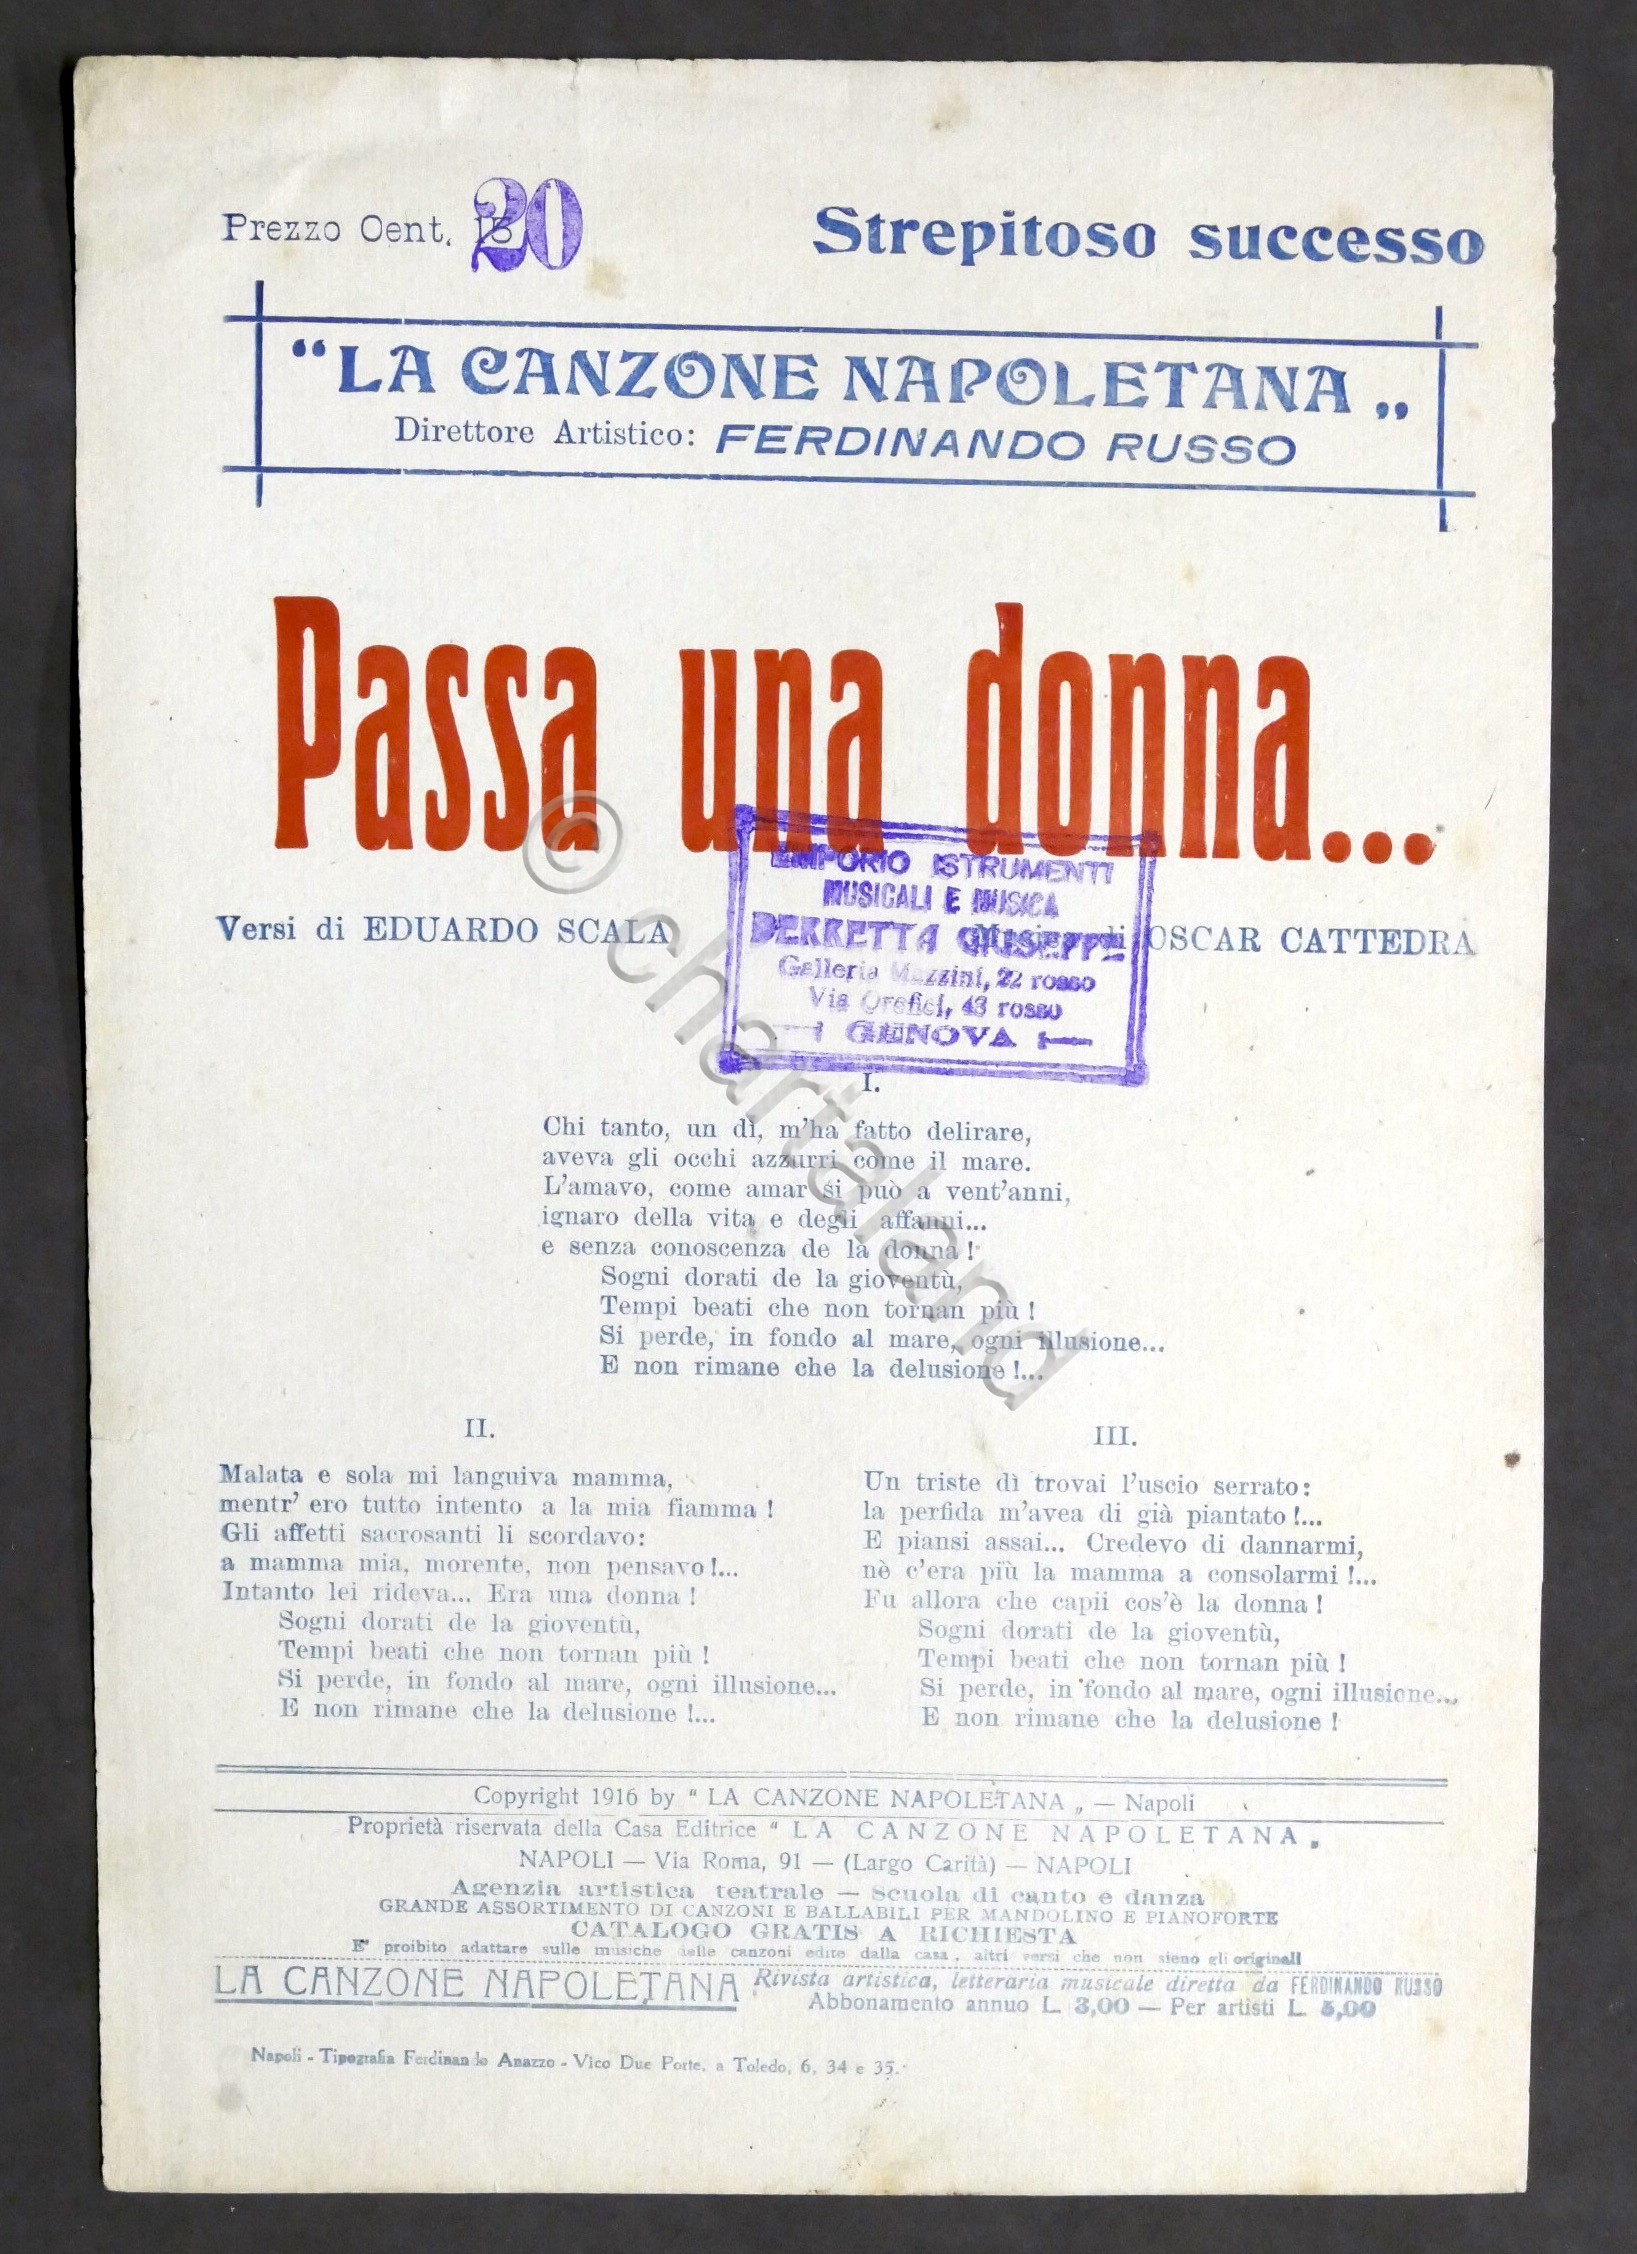 Prezzo Cent. 15
20
Strepitoso successo
"LA CANZONE NAPOLETANA„
Direttore Artistico: FERDINANDO RUSSO
Passa una donna...
EMPORIO ISTRUMENTI
MUSICALI E MUSICA
GIUSEPPE
Galleria Mazzini, 22 rosso
Via Orefici, 43 rosso
GENOVA
Versi di EDUARDO SCALA
Musica di OSCAR CATTEDRA
© chartaland
I.
Chi tanto, un dì, m'ha fatto delirare,
aveva gli occhi azzurri come il mare.
L'amavo, come amar si può a vent'anni,
ignaro della vita e degli affanni...
e senza conoscenza de la donna!
Sogni dorati de la gioventù,
Tempi beati che non tornan più!
Si perde, in fondo al mare, ogni illusione...
E non rimane che la delusione!...
II.
Malata e sola mi languiva mamma,
mentr' ero tutto intento a la mia fiamma!
Gli affetti sacrosanti li scordavo:
a mamma mia, morente, non pensavo!...
Intanto lei rideva... Era una donna!
Sogni dorati de la gioventù,
Tempi beati che non tornan più!
Si perde, in fondo al mare, ogni illusione...
E non rimane che la delusione!...
III.
Un triste dì trovai l'uscio serrato:
la perfida m'avea di già piantato!...
E piansi assai... Credevo di dannarmi,
nè c'era più la mamma a consolarmi!...
Fu allora che capii cos'è la donna!
Sogni dorati de la gioventù,
Tempi beati che non tornan più!
Si perde, in fondo al mare, ogni illusione...
E non rimane che la delusione!
Copyright 1916 by "LA CANZONE NAPOLETANA„ — Napoli
Proprietà riservata della Casa Editrice "LA CANZONE NAPOLETANA„
NAPOLI — Via Roma, 91 — (Largo Carità) — NAPOLI
Agenzia artistica teatrale — Scuola di canto e danza
GRANDE ASSORTIMENTO DI CANZONI E BALLABILI PER MANDOLINO E PIANOFORTE
CATALOGO GRATIS A RICHIESTA
E' proibito adattare sulle musiche delle canzoni edite dalla casa, altri versi che non sieno gli originali
LA CANZONE NAPOLETANA Rivista artistica, letteraria musicale diretta da FERDINANDO RUSSO
Abbonamento annuo L. 3,00 — Per artisti L. 5,00
Napoli - Tipografia Ferdinando Anazzo - Vico Due Porte, a Toledo, 6, 34 e 35.